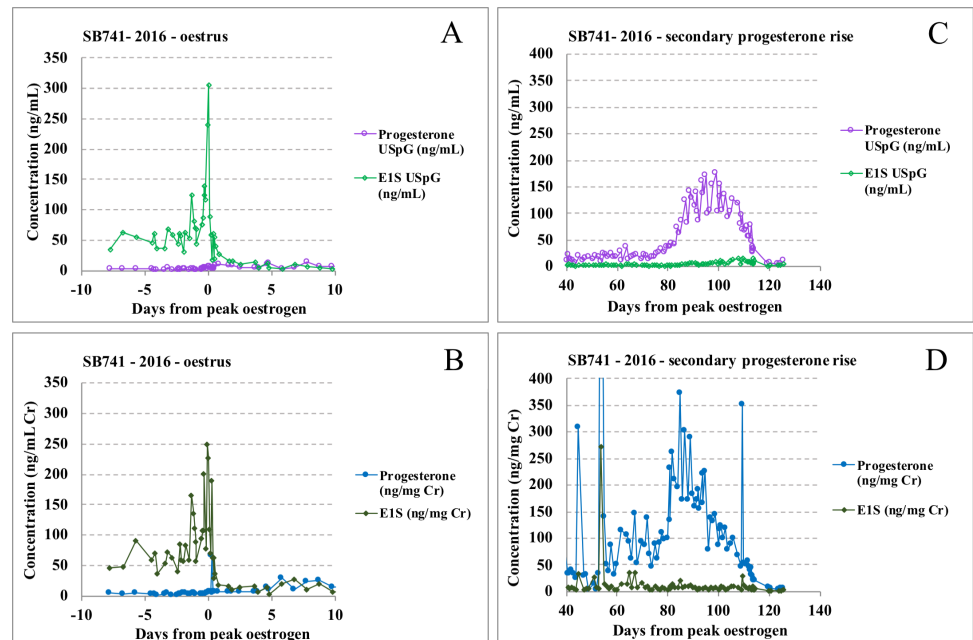 A
SB741- 2016 - oestrus
350
300
250
200
150
100
50
0
-10
-5
0
5
10
Concentration (ng/mL)
Days from peak oestrogen
Progesterone
USpG (ng/mL)
E1S USpG
(ng/mL)
C
SB741 - 2016 - secondary progesterone rise
400
350
300
250
200
150
100
50
0
40
60
80
100
120
140
Concentration (ng/mL)
Days from peak oestrogen
Progesterone
USpG (ng/mL)
E1S USpG
(ng/mL)
B
SB741 - 2016 - oestrus
350
300
250
200
150
100
50
0
-10
-5
0
5
10
Concentration (ng/mL Cr)
Days from peak oestrogen
Progesterone
(ng/mg Cr)
E1S (ng/mg Cr)
D
SB741 - 2016 - secondary progesterone rise
400
350
300
250
200
150
100
50
0
40
60
80
100
120
140
Concentration (ng/mg Cr)
Days from peak oestrogen
Progesterone
(ng/mg Cr)
E1S (ng/mg Cr)